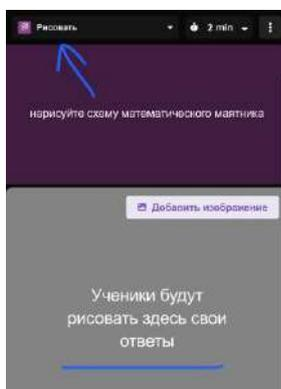 Рисовать 2 min
нарисуйте схему математического маятника
Добавить изображение
Ученики будут
рисовать здесь свои
ответы